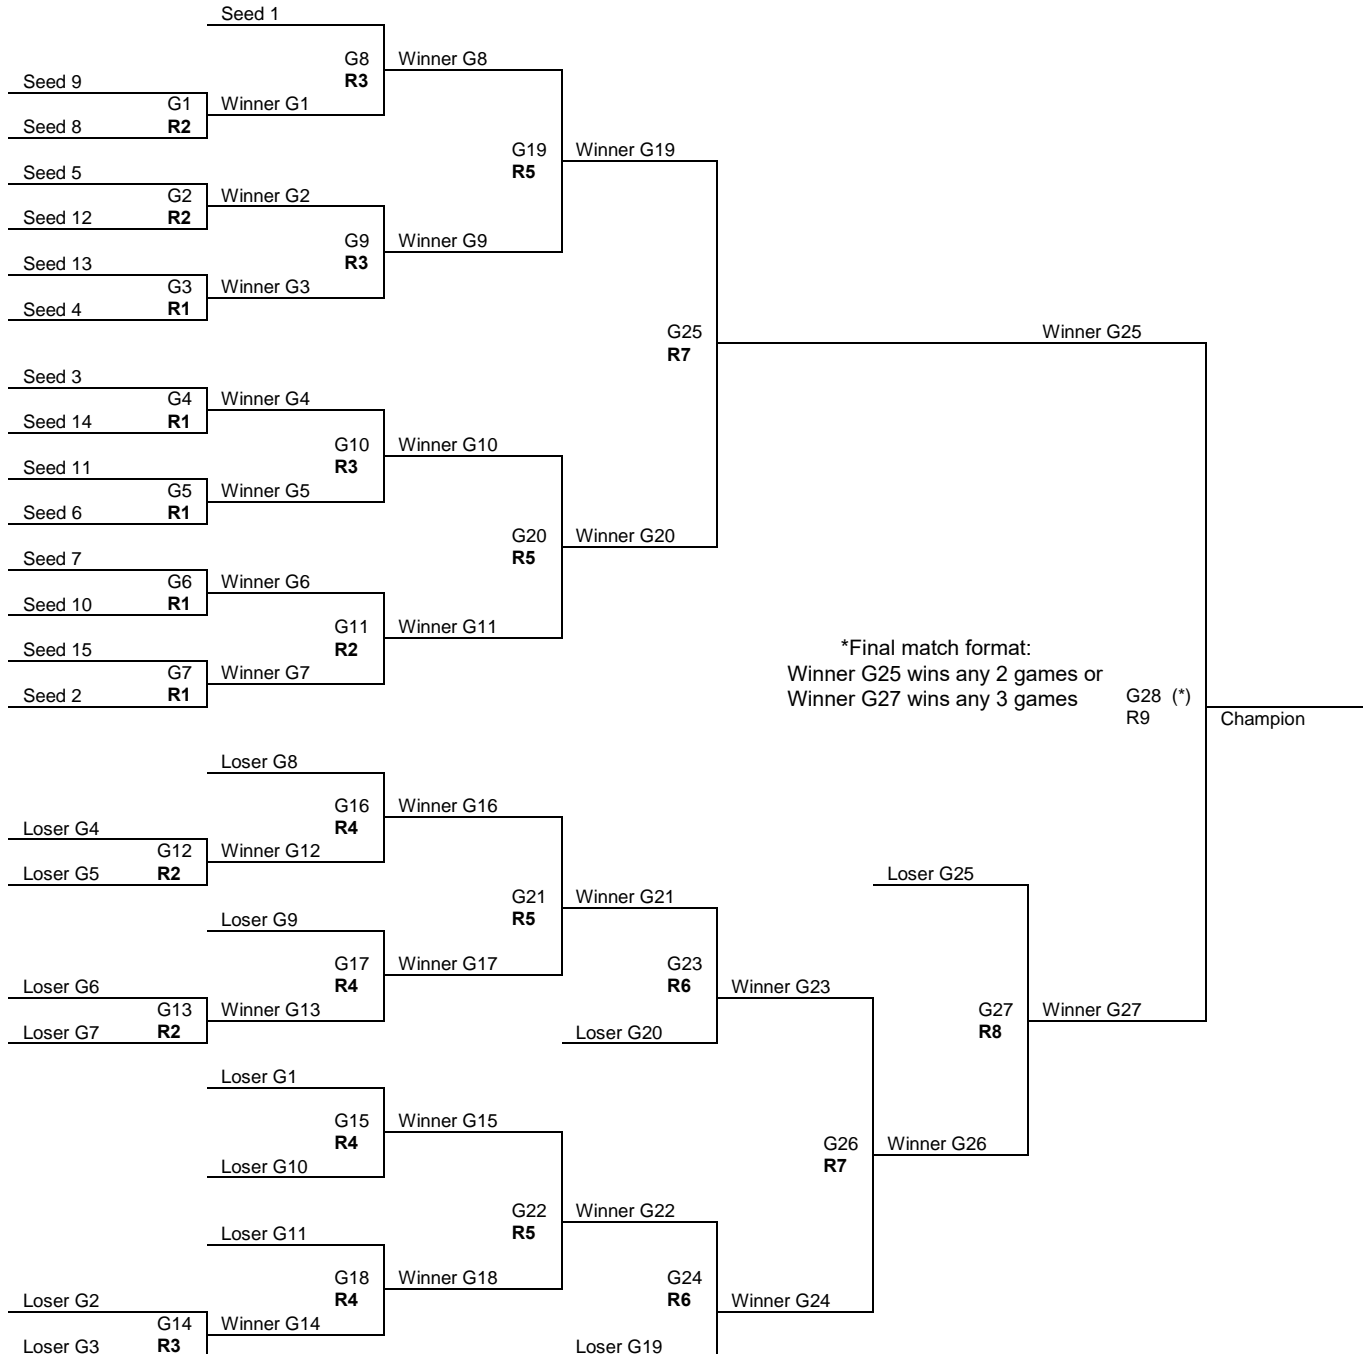 Seed 1
G8
R3
Winner G8
Seed 9
G1
R2
Winner G1
Seed 8
G19
R5
Winner G19
Seed 5
G2
R2
Winner G2
Seed 12
G9
R3
Winner G9
Seed 13
G3
R1
Winner G3
Seed 4
G25
R7
Winner G25
Seed 3
G4
R1
Winner G4
Seed 14
G10
R3
Winner G10
Seed 11
G5
R1
Winner G5
Seed 6
G20
R5
Winner G20
Seed 7
G6
R1
Winner G6
Seed 10
G11
R2
Winner G11
Seed 15
G7
R1
Winner G7
Seed 2
*Final match format:
Winner G25 wins any 2 games or
Winner G27 wins any 3 games
G28 (*)
R9
Champion
Loser G8
G16
R4
Winner G16
Loser G4
G12
R2
Winner G12
Loser G5
Loser G25
G21
R5
Winner G21
Loser G9
G17
R4
Winner G17
G23
R6
Winner G23
Loser G6
G13
R2
Winner G13
Loser G7
Loser G20
G27
R8
Winner G27
Loser G1
G15
R4
Winner G15
Loser G10
G26
R7
Winner G26
G22
R5
Winner G22
Loser G11
G18
R4
Winner G18
G24
R6
Winner G24
Loser G2
G14
R3
Winner G14
Loser G3
Loser G19